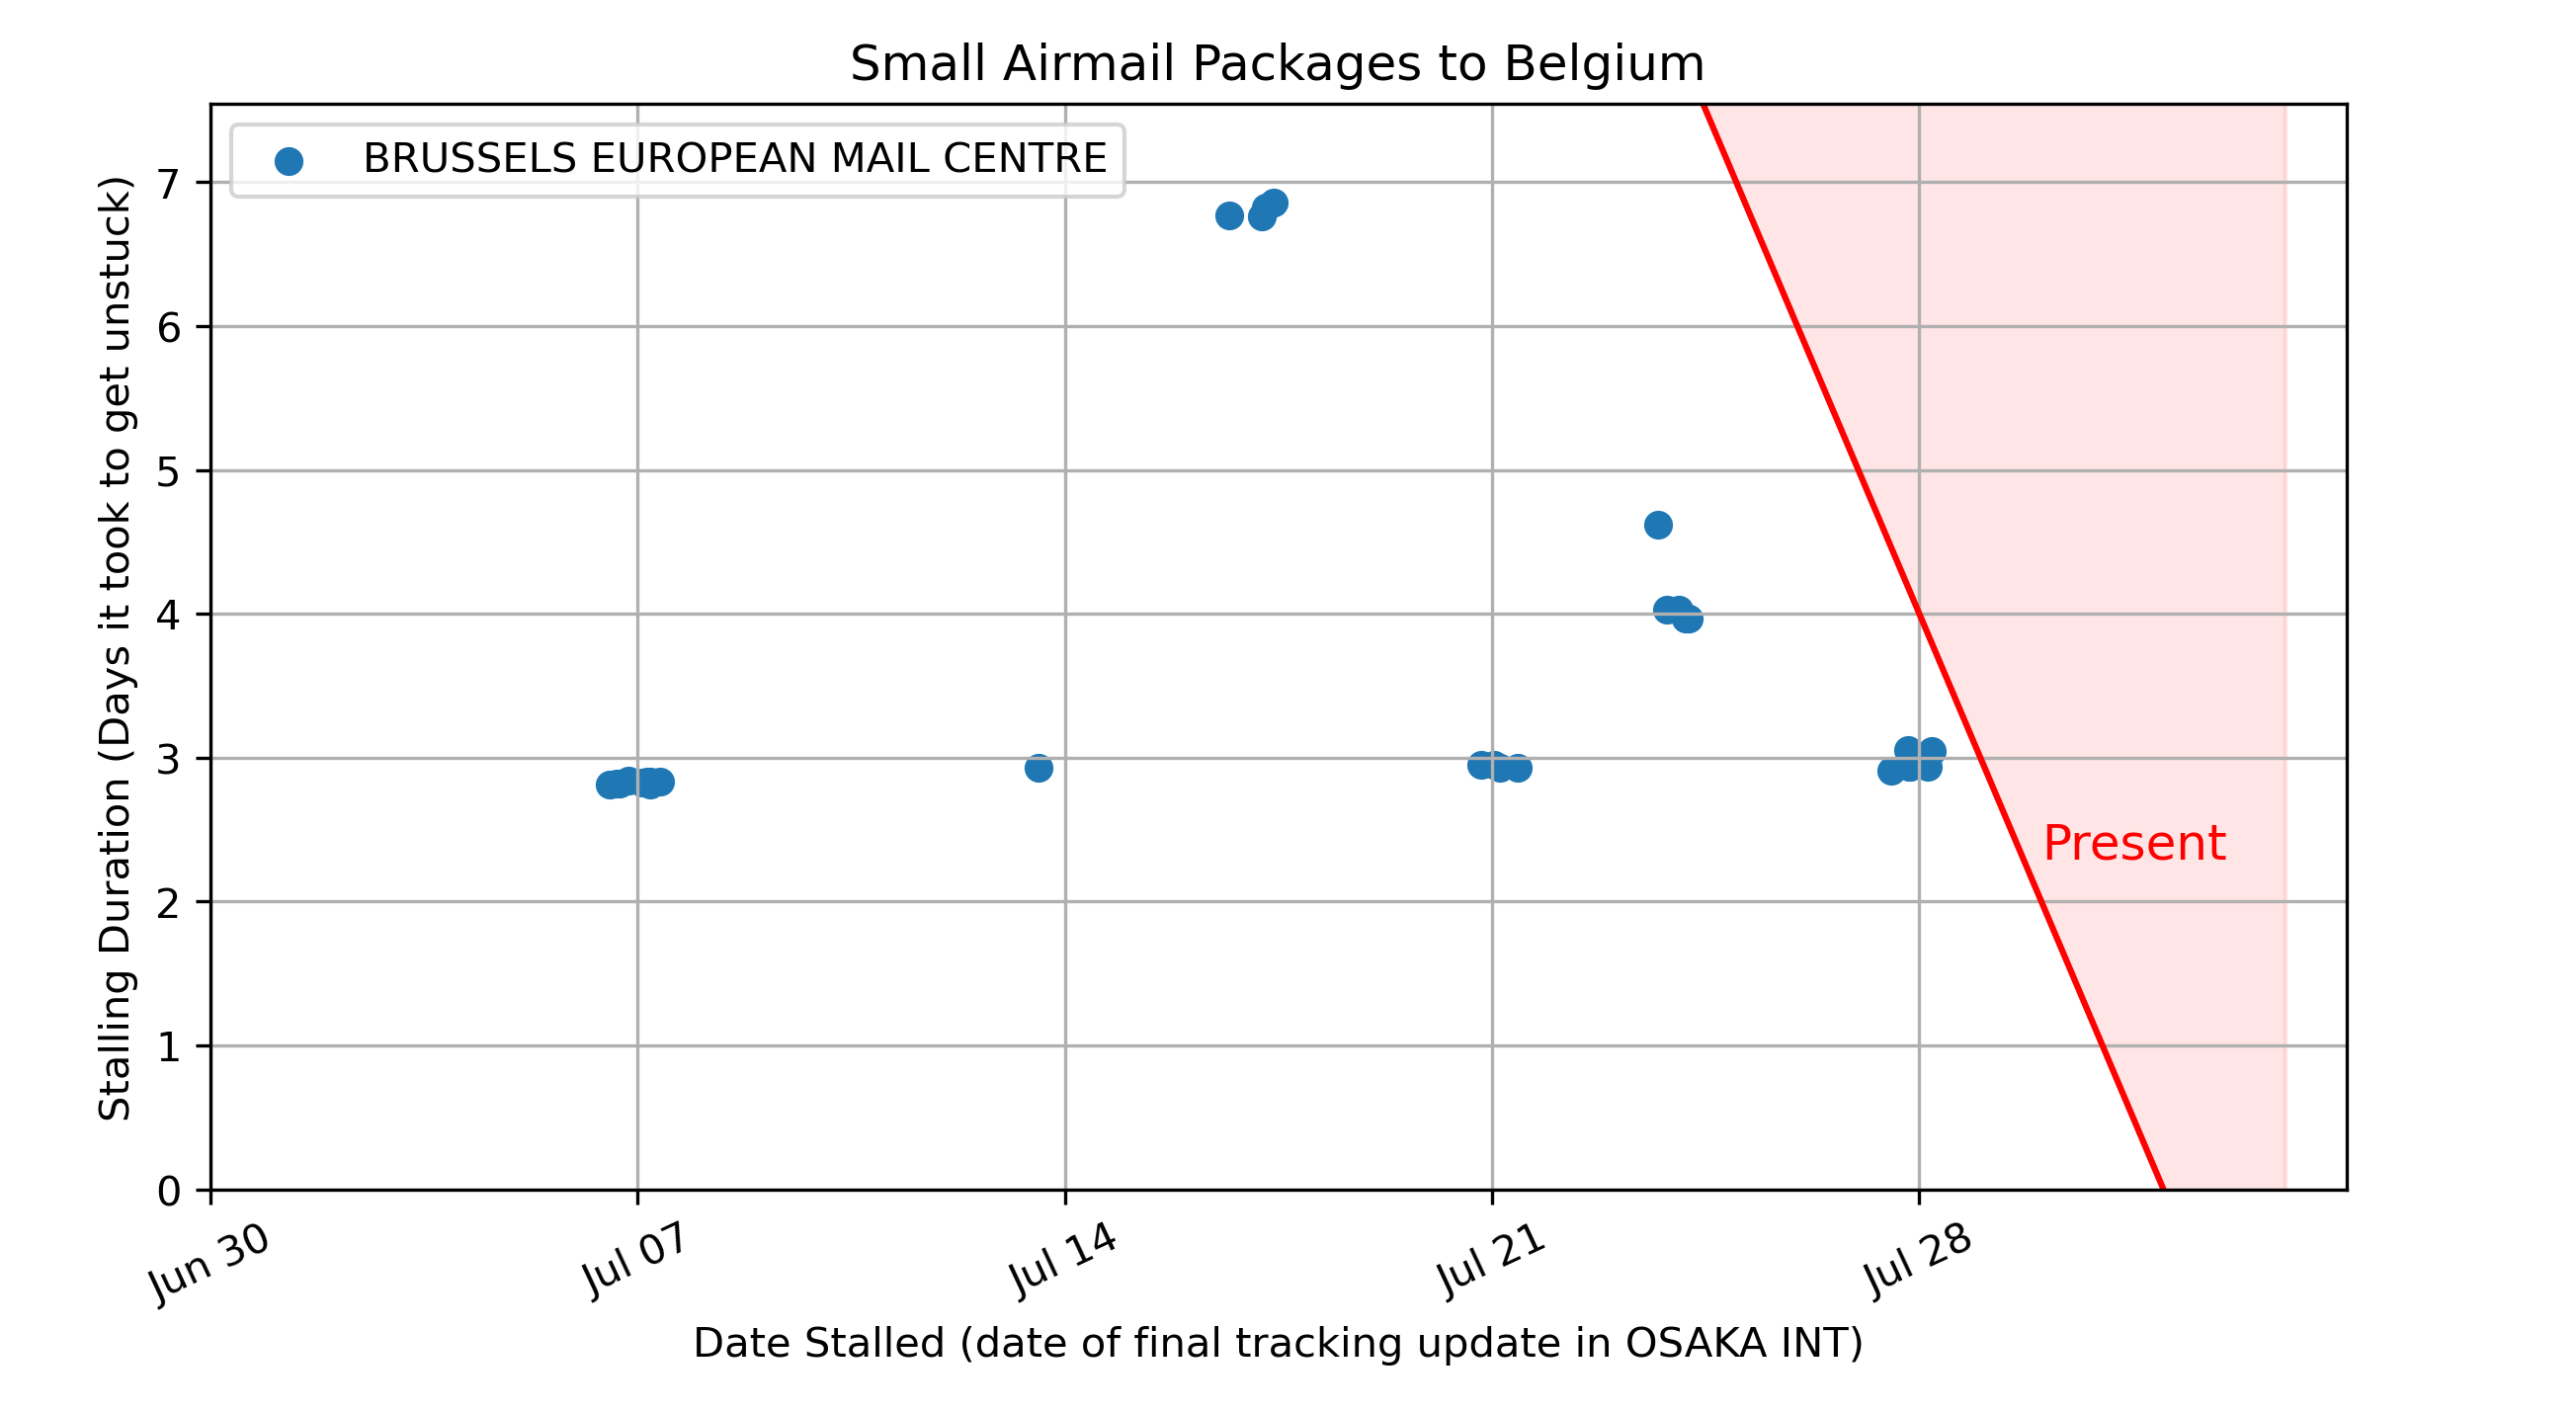 Small Airmail Packages to Belgium
BRUSSELS EUROPEAN MAIL CENTRE
Stalling Duration (Days it took to get unstuck)
7
6
5
4
3
2
1
0
Present
Jun 30
Jul 07
Jul 14
Jul 21
Jul 28
Date Stalled (date of final tracking update in OSAKA INT)